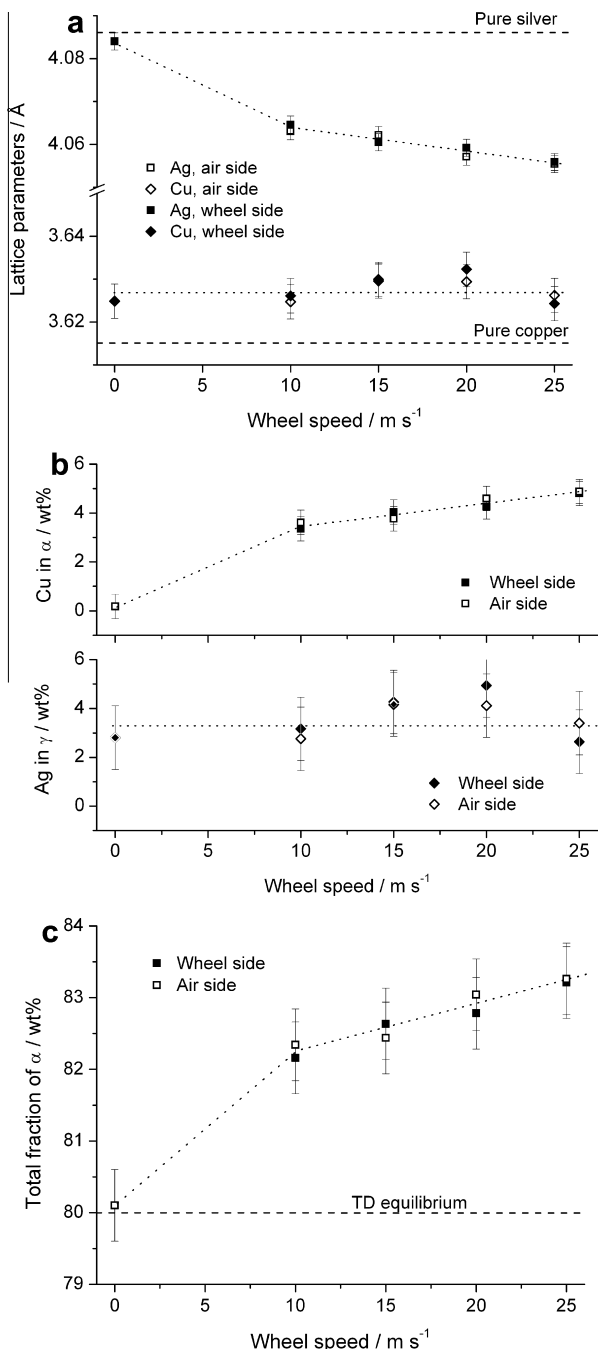 a
Pure silver
4.08
4.06
3.64
3.62
Lattice parameters / Å
Ag, air side
Cu, air side
Ag, wheel side
Cu, wheel side
Pure copper
0 5 10 15 20 25
Wheel speed / m s⁻¹
b
6
4
2
0
Cu in α / wt%
Wheel side
Air side
6
4
2
0
Ag in γ / wt%
Wheel side
Air side
0 5 10 15 20 25
Wheel speed / m s⁻¹
c
84
83
82
81
80
79
Total fraction of α / wt%
Wheel side
Air side
TD equilibrium
0 5 10 15 20 25
Wheel speed / m s⁻¹